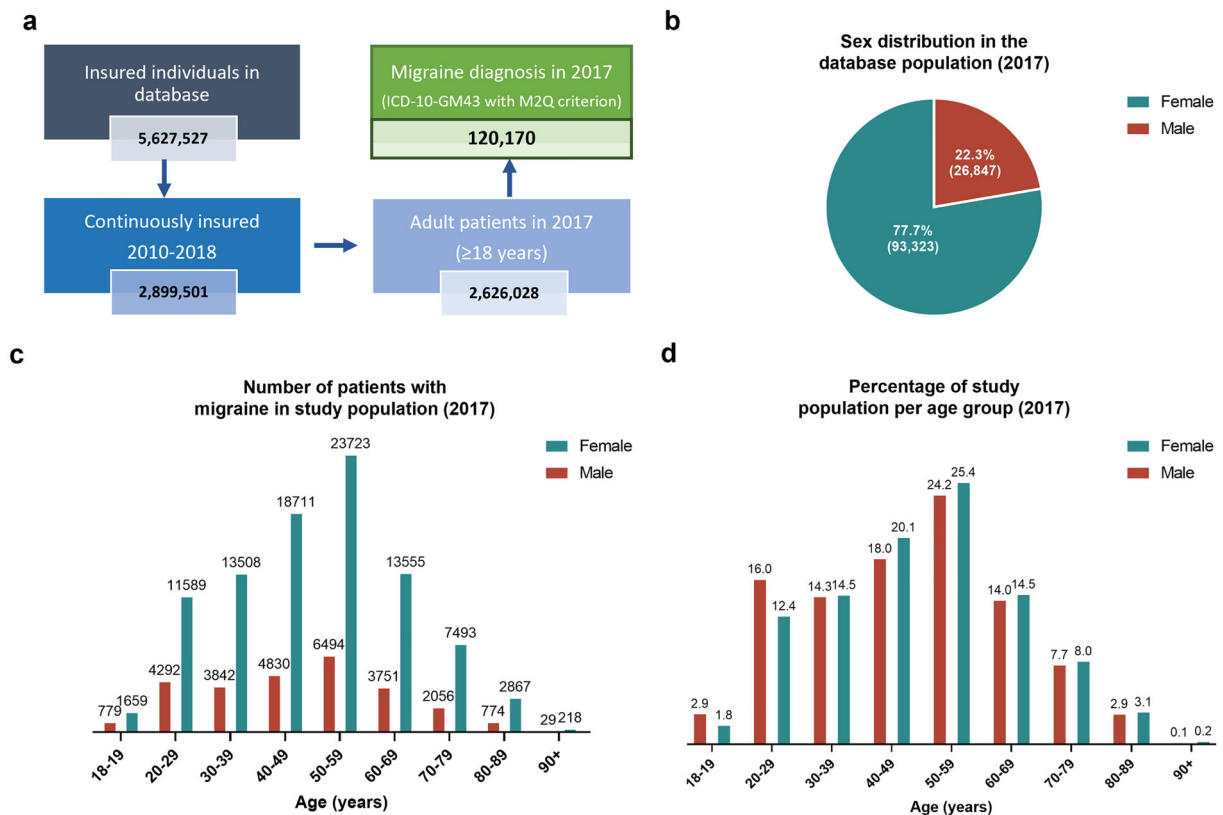 a
Insured individuals in
database
5,627,527
Migraine diagnosis in 2017
(ICD-10-GM43 with M2Q criterion)
120,170
Continuously insured
2010-2018
2,899,501
Adult patients in 2017
(≥18 years)
2,626,028
b
Sex distribution in the
database population (2017)
Female
Male
22.3%
(26,847)
77.7%
(93,323)
c
Number of patients with
migraine in study population (2017)
Female
Male
779 1659 4292 11589 3842 13508 4830 18711 6494 23723 3751 13555 2056 7493 774 2867 29 218
18-19 20-29 30-39 40-49 50-59 60-69 70-79 80-89 90+
Age (years)
d
Percentage of study
population per age group (2017)
Female
Male
2.9 1.8 16.0 12.4 14.3 14.5 18.0 20.1 24.2 25.4 14.0 14.5 7.7 8.0 2.9 3.1 0.1 0.2
18-19 20-29 30-39 40-49 50-59 60-69 70-79 80-89 90+
Age (years)